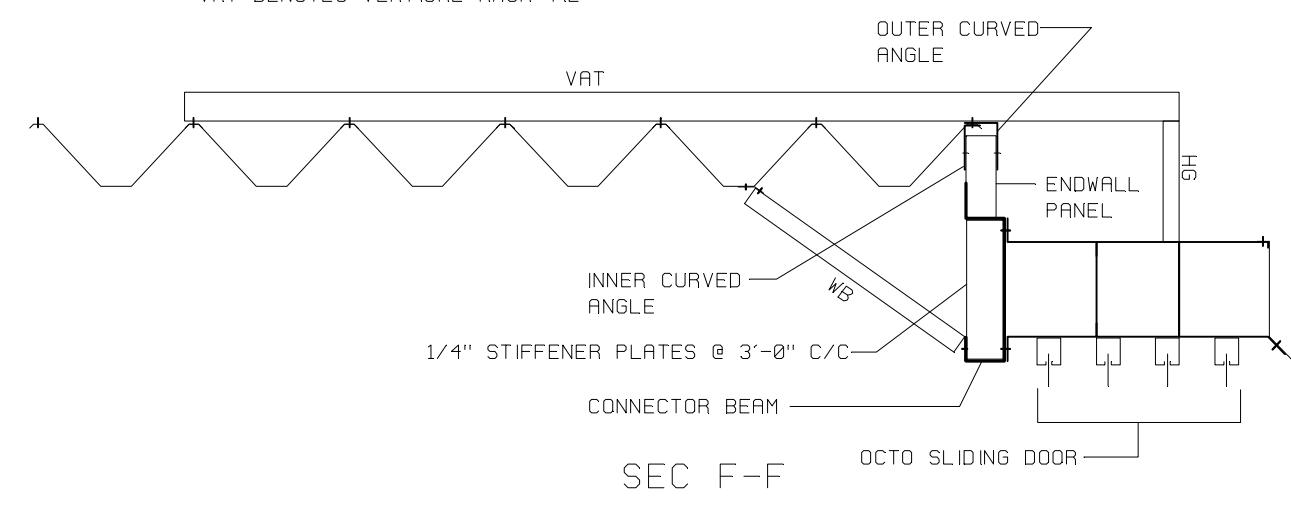 VAT
OUTER CURVED
ANGLE
HG
ENDWALL
PANEL
INNER CURVED
ANGLE
WB
1/4" STIFFENER PLATES @ 3'-0" C/C
CONNECTOR BEAM
OCTO SLIDING DOOR
SEC F-F